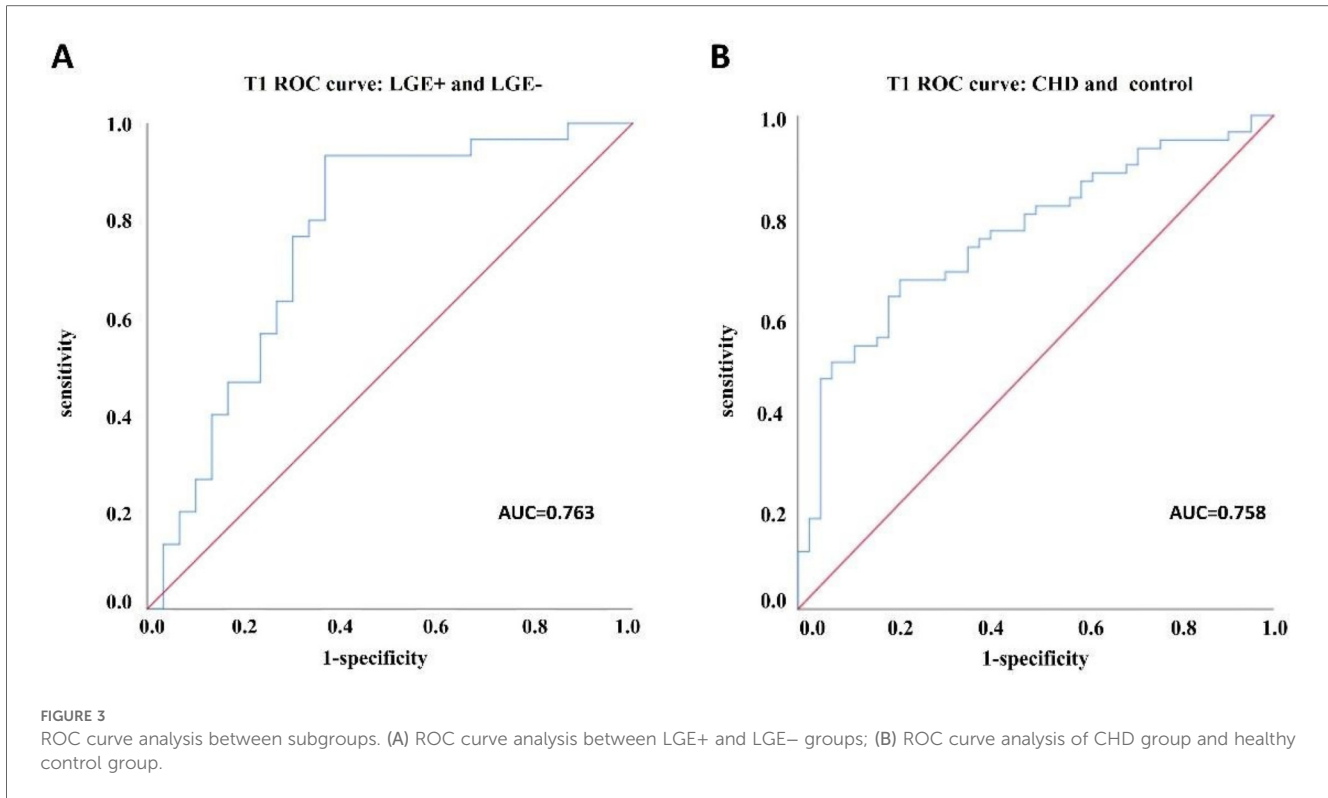 A
T1 ROC curve: LGE+ and LGE-
1.0
0.8
0.6
0.4
0.2
0.0
sensitivity
AUC=0.763
0.0 0.2 0.4 0.6 0.8 1.0
1-specificity
B
T1 ROC curve: CHD and control
1.0
0.8
0.6
0.4
0.2
0.0
sensitivity
AUC=0.758
0.0 0.2 0.4 0.6 0.8 1.0
1-specificity
FIGURE 3
ROC curve analysis between subgroups. (A) ROC curve analysis between LGE+ and LGE− groups; (B) ROC curve analysis of CHD group and healthy
control group.